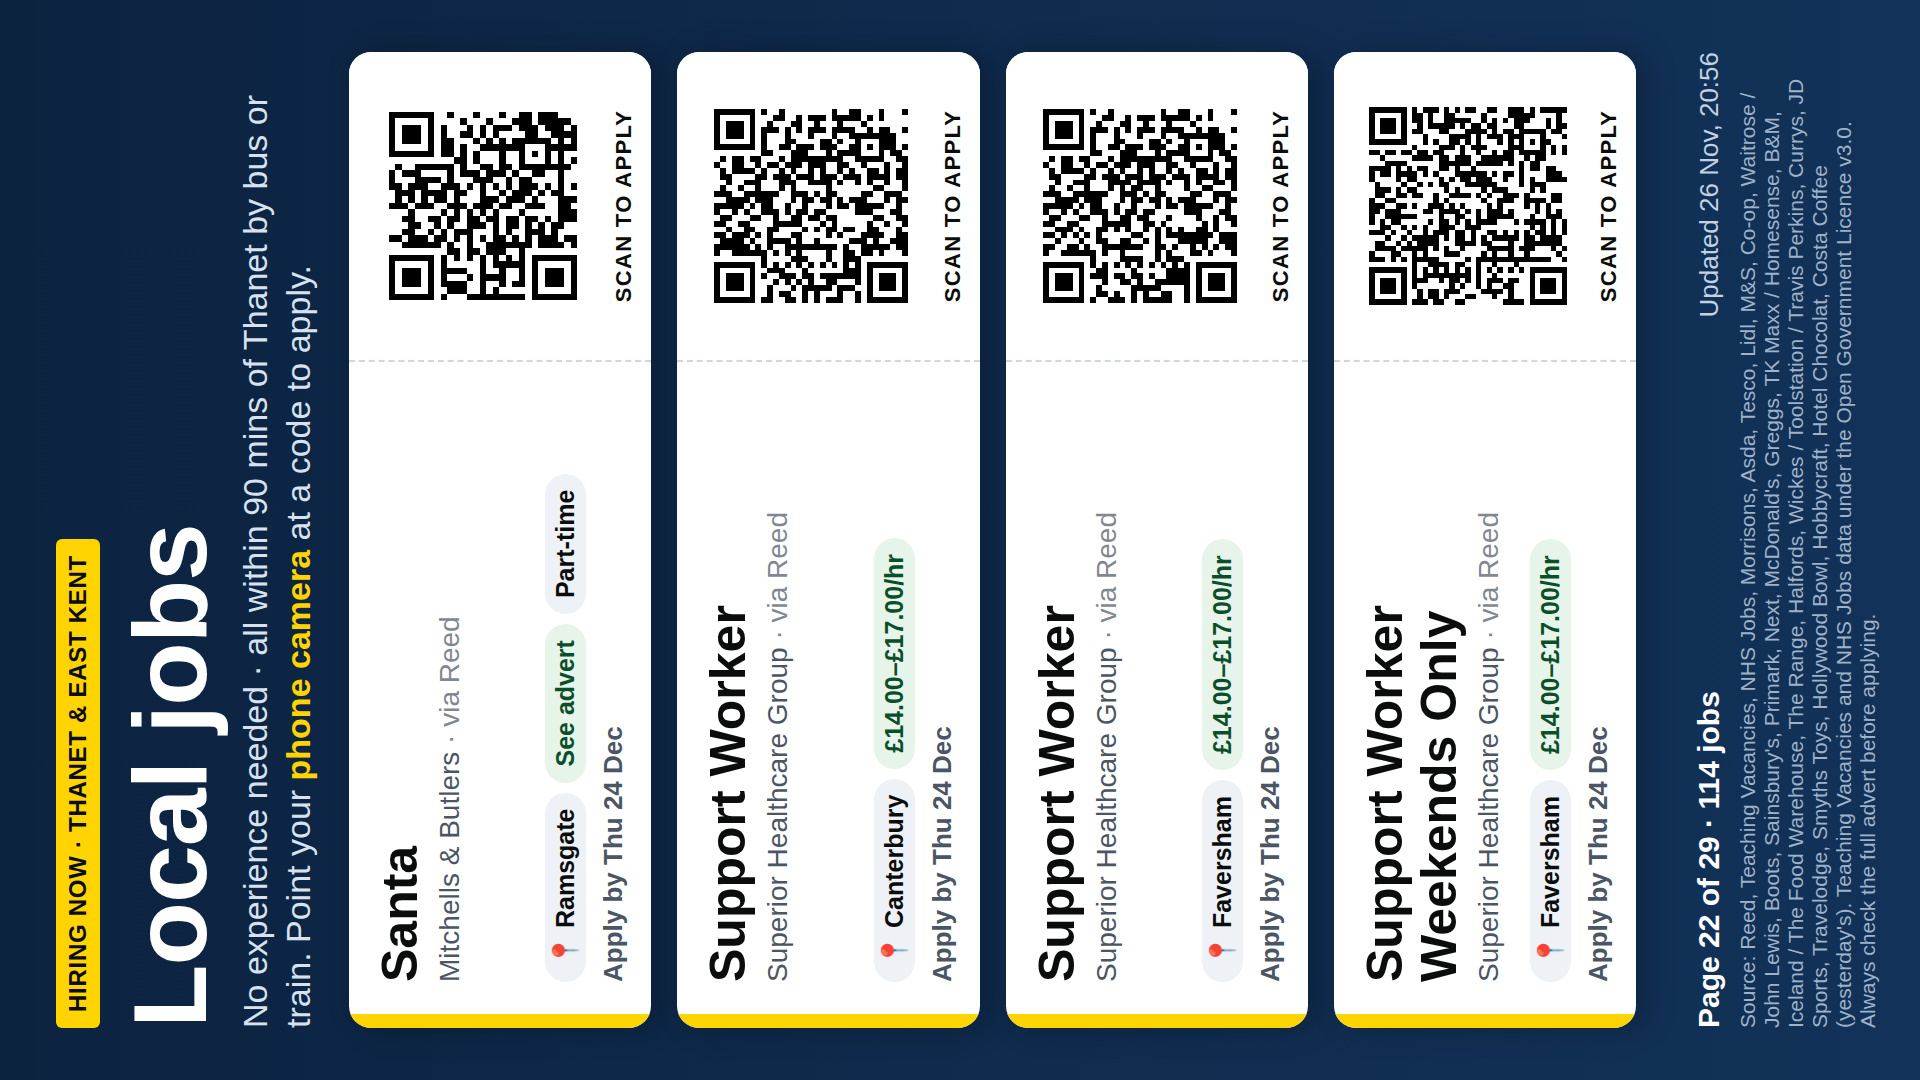 HIRING NOW · THANET & EAST KENT
Local jobs
No experience needed · all within 90 mins of Thanet by bus or
train. Point your phone camera at a code to apply.
Santa
Mitchells & Butlers · via Reed
📍 Ramsgate
See advert
Part-time
Apply by Thu 24 Dec
SCAN TO APPLY
Support Worker
Superior Healthcare Group · via Reed
📍 Canterbury
£14.00–£17.00/hr
Apply by Thu 24 Dec
SCAN TO APPLY
Support Worker
Superior Healthcare Group · via Reed
📍 Faversham
£14.00–£17.00/hr
Apply by Thu 24 Dec
SCAN TO APPLY
Support Worker
Weekends Only
Superior Healthcare Group · via Reed
📍 Faversham
£14.00–£17.00/hr
Apply by Thu 24 Dec
SCAN TO APPLY
Page 22 of 29 · 114 jobs
Updated 26 Nov, 20:56
Source: Reed, Teaching Vacancies, NHS Jobs, Morrisons, Asda, Tesco, Lidl, M&S, Co-op, Waitrose /
John Lewis, Boots, Sainsbury's, Primark, Next, McDonald's, Greggs, TK Maxx / Homesense, B&M,
Iceland / The Food Warehouse, The Range, Halfords, Wickes / Toolstation / Travis Perkins, Currys, JD
Sports, Travelodge, Smyths Toys, Hollywood Bowl, Hobbycraft, Hotel Chocolat, Costa Coffee
(yesterday's). Teaching Vacancies and NHS Jobs data under the Open Government Licence v3.0.
Always check the full advert before applying.